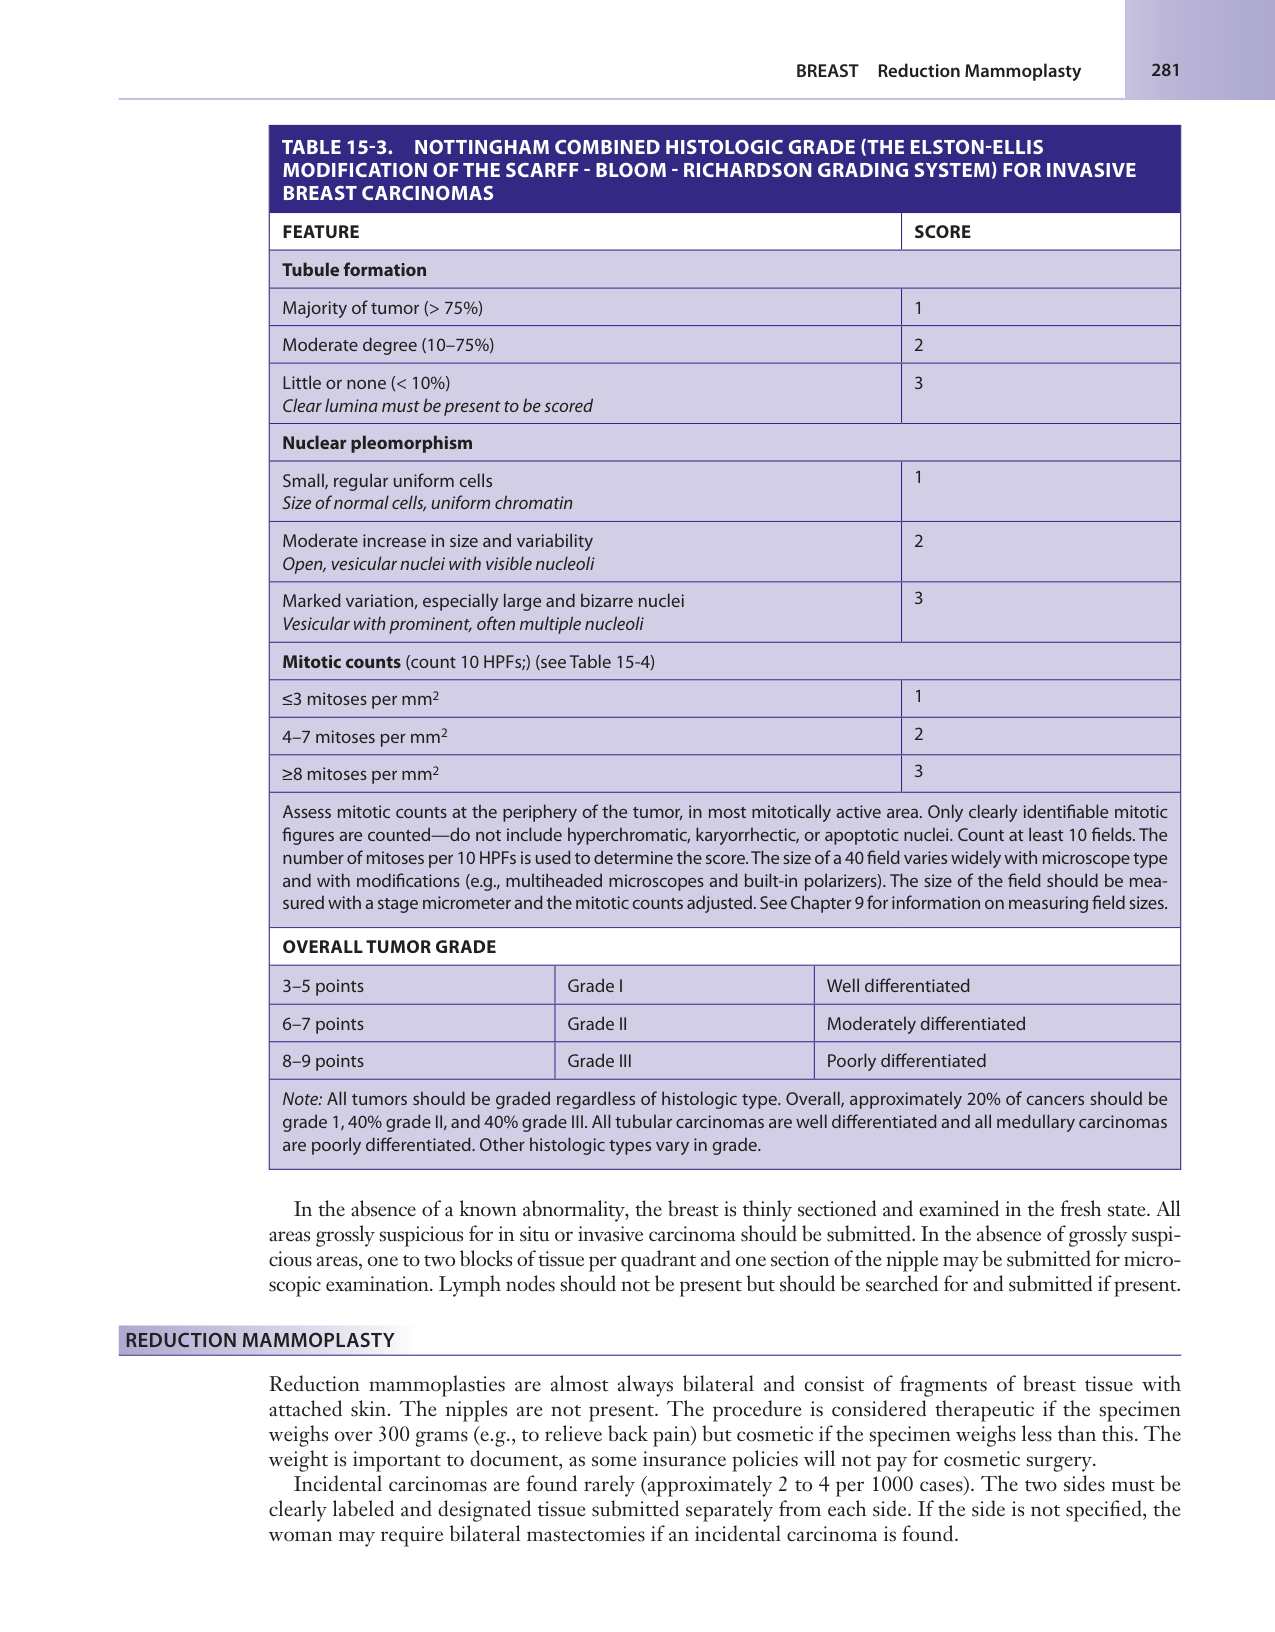 BREAST Reduction Mammoplasty 281
TABLE 15-3. NOTTINGHAM COMBINED HISTOLOGIC GRADE (THE ELSTON-ELLIS
MODIFICATION OF THE SCARFF - BLOOM - RICHARDSON GRADING SYSTEM) FOR INVASIVE
BREAST CARCINOMAS
FEATURE SCORE
Tubule formation
Majority of tumor (> 75%) 1
Moderate degree (10–75%) 2
Little or none (< 10%) 3
Clear lumina must be present to be scored
Nuclear pleomorphism
Small, regular uniform cells 1
Size of normal cells, uniform chromatin
Moderate increase in size and variability 2
Open, vesicular nuclei with visible nucleoli
Marked variation, especially large and bizarre nuclei 3
Vesicular with prominent, often multiple nucleoli
Mitotic counts (count 10 HPFs;) (see Table 15-4)
≤3 mitoses per mm² 1
4–7 mitoses per mm² 2
≥8 mitoses per mm² 3
Assess mitotic counts at the periphery of the tumor, in most mitotically active area. Only clearly identifiable mitotic
figures are counted—do not include hyperchromatic, karyorrhectic, or apoptotic nuclei. Count at least 10 fields. The
number of mitoses per 10 HPFs is used to determine the score. The size of a 40 field varies widely with microscope type
and with modifications (e.g., multiheaded microscopes and built-in polarizers). The size of the field should be mea-
sured with a stage micrometer and the mitotic counts adjusted. See Chapter 9 for information on measuring field sizes.
OVERALL TUMOR GRADE
3–5 points Grade I Well differentiated
6–7 points Grade II Moderately differentiated
8–9 points Grade III Poorly differentiated
Note: All tumors should be graded regardless of histologic type. Overall, approximately 20% of cancers should be
grade 1, 40% grade II, and 40% grade III. All tubular carcinomas are well differentiated and all medullary carcinomas
are poorly differentiated. Other histologic types vary in grade.
In the absence of a known abnormality, the breast is thinly sectioned and examined in the fresh state. All
areas grossly suspicious for in situ or invasive carcinoma should be submitted. In the absence of grossly suspi-
cious areas, one to two blocks of tissue per quadrant and one section of the nipple may be submitted for micro-
scopic examination. Lymph nodes should not be present but should be searched for and submitted if present.
REDUCTION MAMMOPLASTY
Reduction mammoplasties are almost always bilateral and consist of fragments of breast tissue with
attached skin. The nipples are not present. The procedure is considered therapeutic if the specimen
weighs over 300 grams (e.g., to relieve back pain) but cosmetic if the specimen weighs less than this. The
weight is important to document, as some insurance policies will not pay for cosmetic surgery.
Incidental carcinomas are found rarely (approximately 2 to 4 per 1000 cases). The two sides must be
clearly labeled and designated tissue submitted separately from each side. If the side is not specified, the
woman may require bilateral mastectomies if an incidental carcinoma is found.